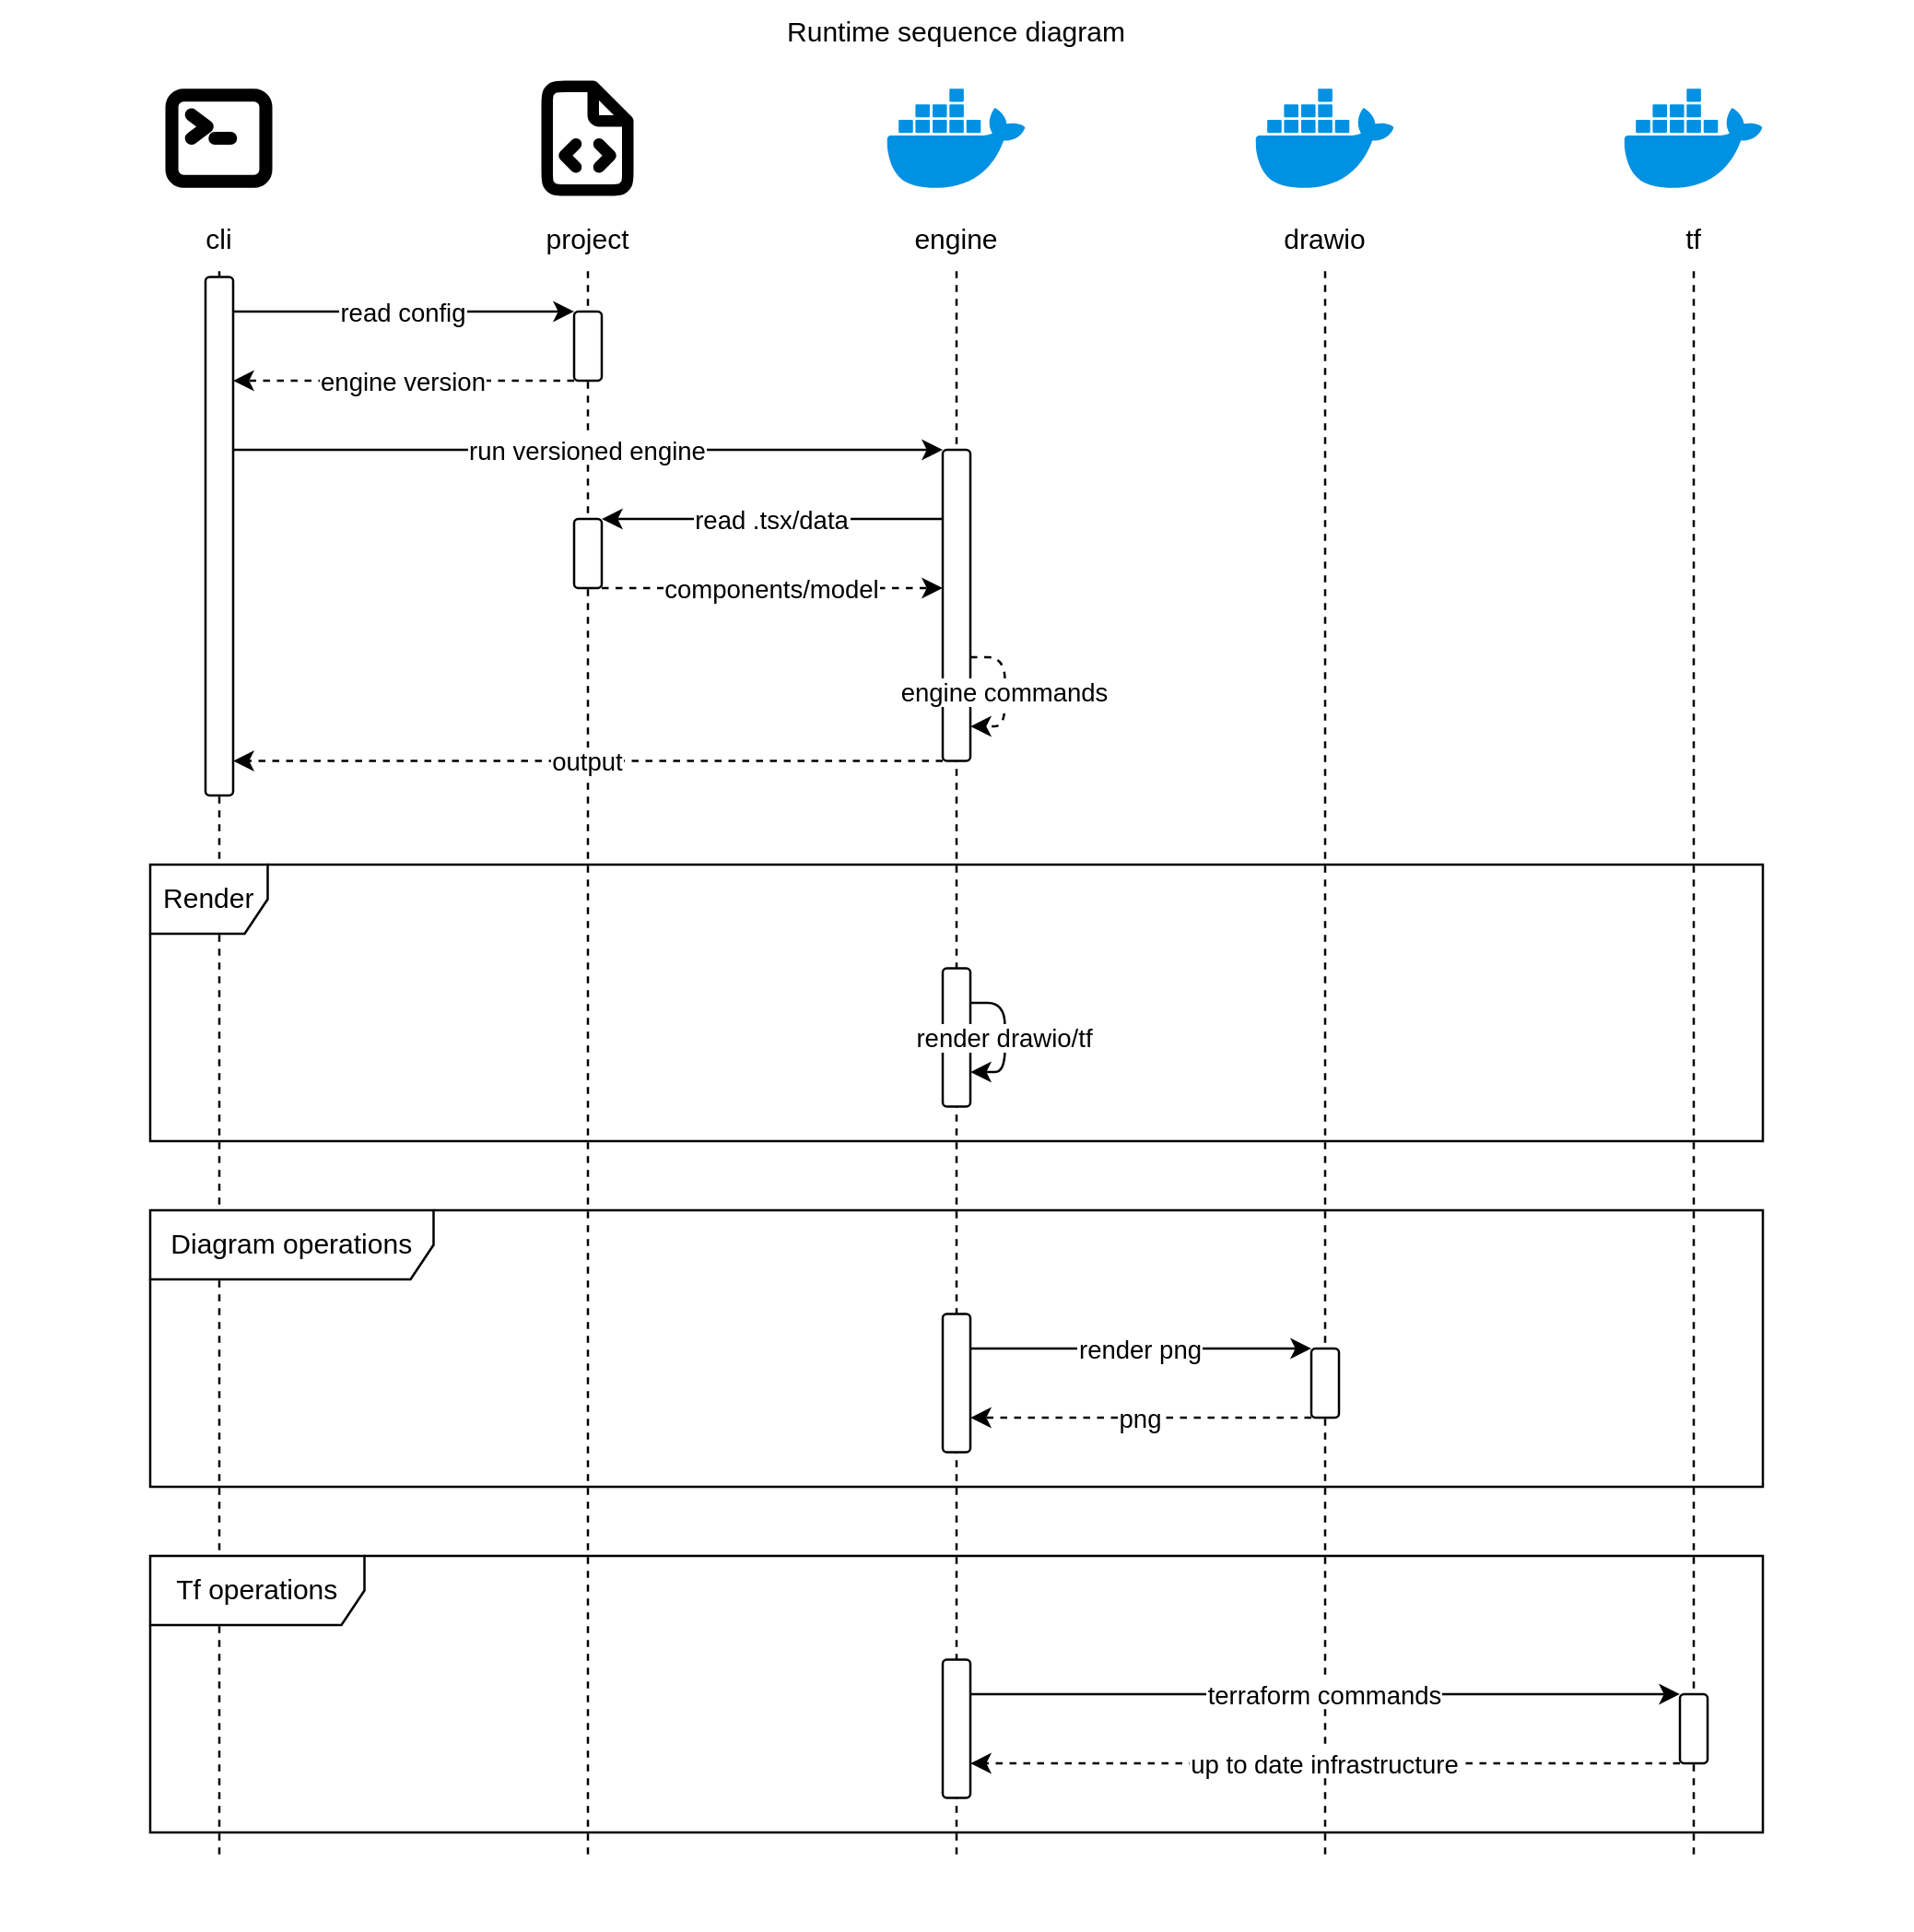 Runtime sequence diagram
cli
project
engine
drawio
tf
read config
engine version
run versioned engine
read .tsx/data
components/model
engine commands
output
Render
render drawio/tf
Diagram operations
render png
png
Tf operations
terraform commands
up to date infrastructure